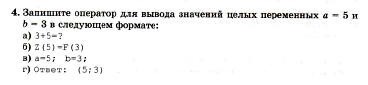 4. Запишите оператор для вывода значений целых переменных a = 5 и
b = 3 в следующем формате:
а) 3+5=?
б) Z(5)=F(3)
в) a=5; b=3;
г) Ответ: (5;3)